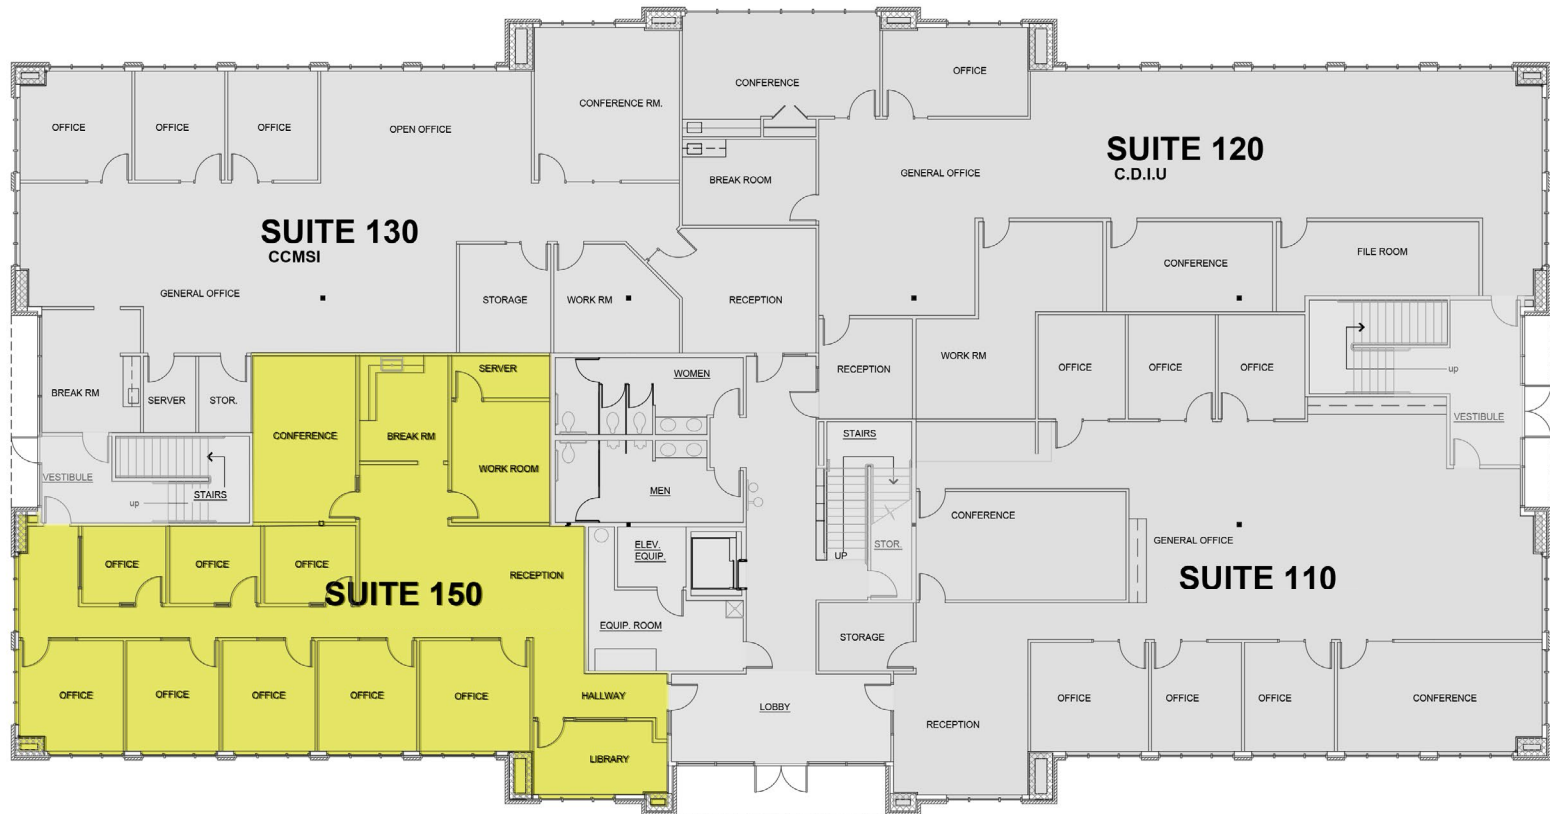 CONFERENCE
OFFICE
CONFERENCE RM.
OFFICE
OFFICE
OFFICE
OPEN OFFICE
SUITE 120
C.D.I.U
BREAK ROOM
GENERAL OFFICE
SUITE 130
CCMSI
FILE ROOM
CONFERENCE
GENERAL OFFICE
STORAGE
WORK RM
RECEPTION
WORK RM
RECEPTION
OFFICE
OFFICE
OFFICE
up
SERVER
WOMEN
BREAK RM
SERVER
STOR.
VESTIBULE
CONFERENCE
BREAK RM
STAIRS
WORK ROOM
VESTIBULE
STAIRS
up
MEN
CONFERENCE
ELEV.
EQUIP.
UP
STOR.
GENERAL OFFICE
OFFICE
OFFICE
OFFICE
RECEPTION
SUITE 150
SUITE 110
EQUIP. ROOM
STORAGE
OFFICE
OFFICE
OFFICE
OFFICE
OFFICE
HALLWAY
LOBBY
OFFICE
OFFICE
OFFICE
CONFERENCE
RECEPTION
LIBRARY